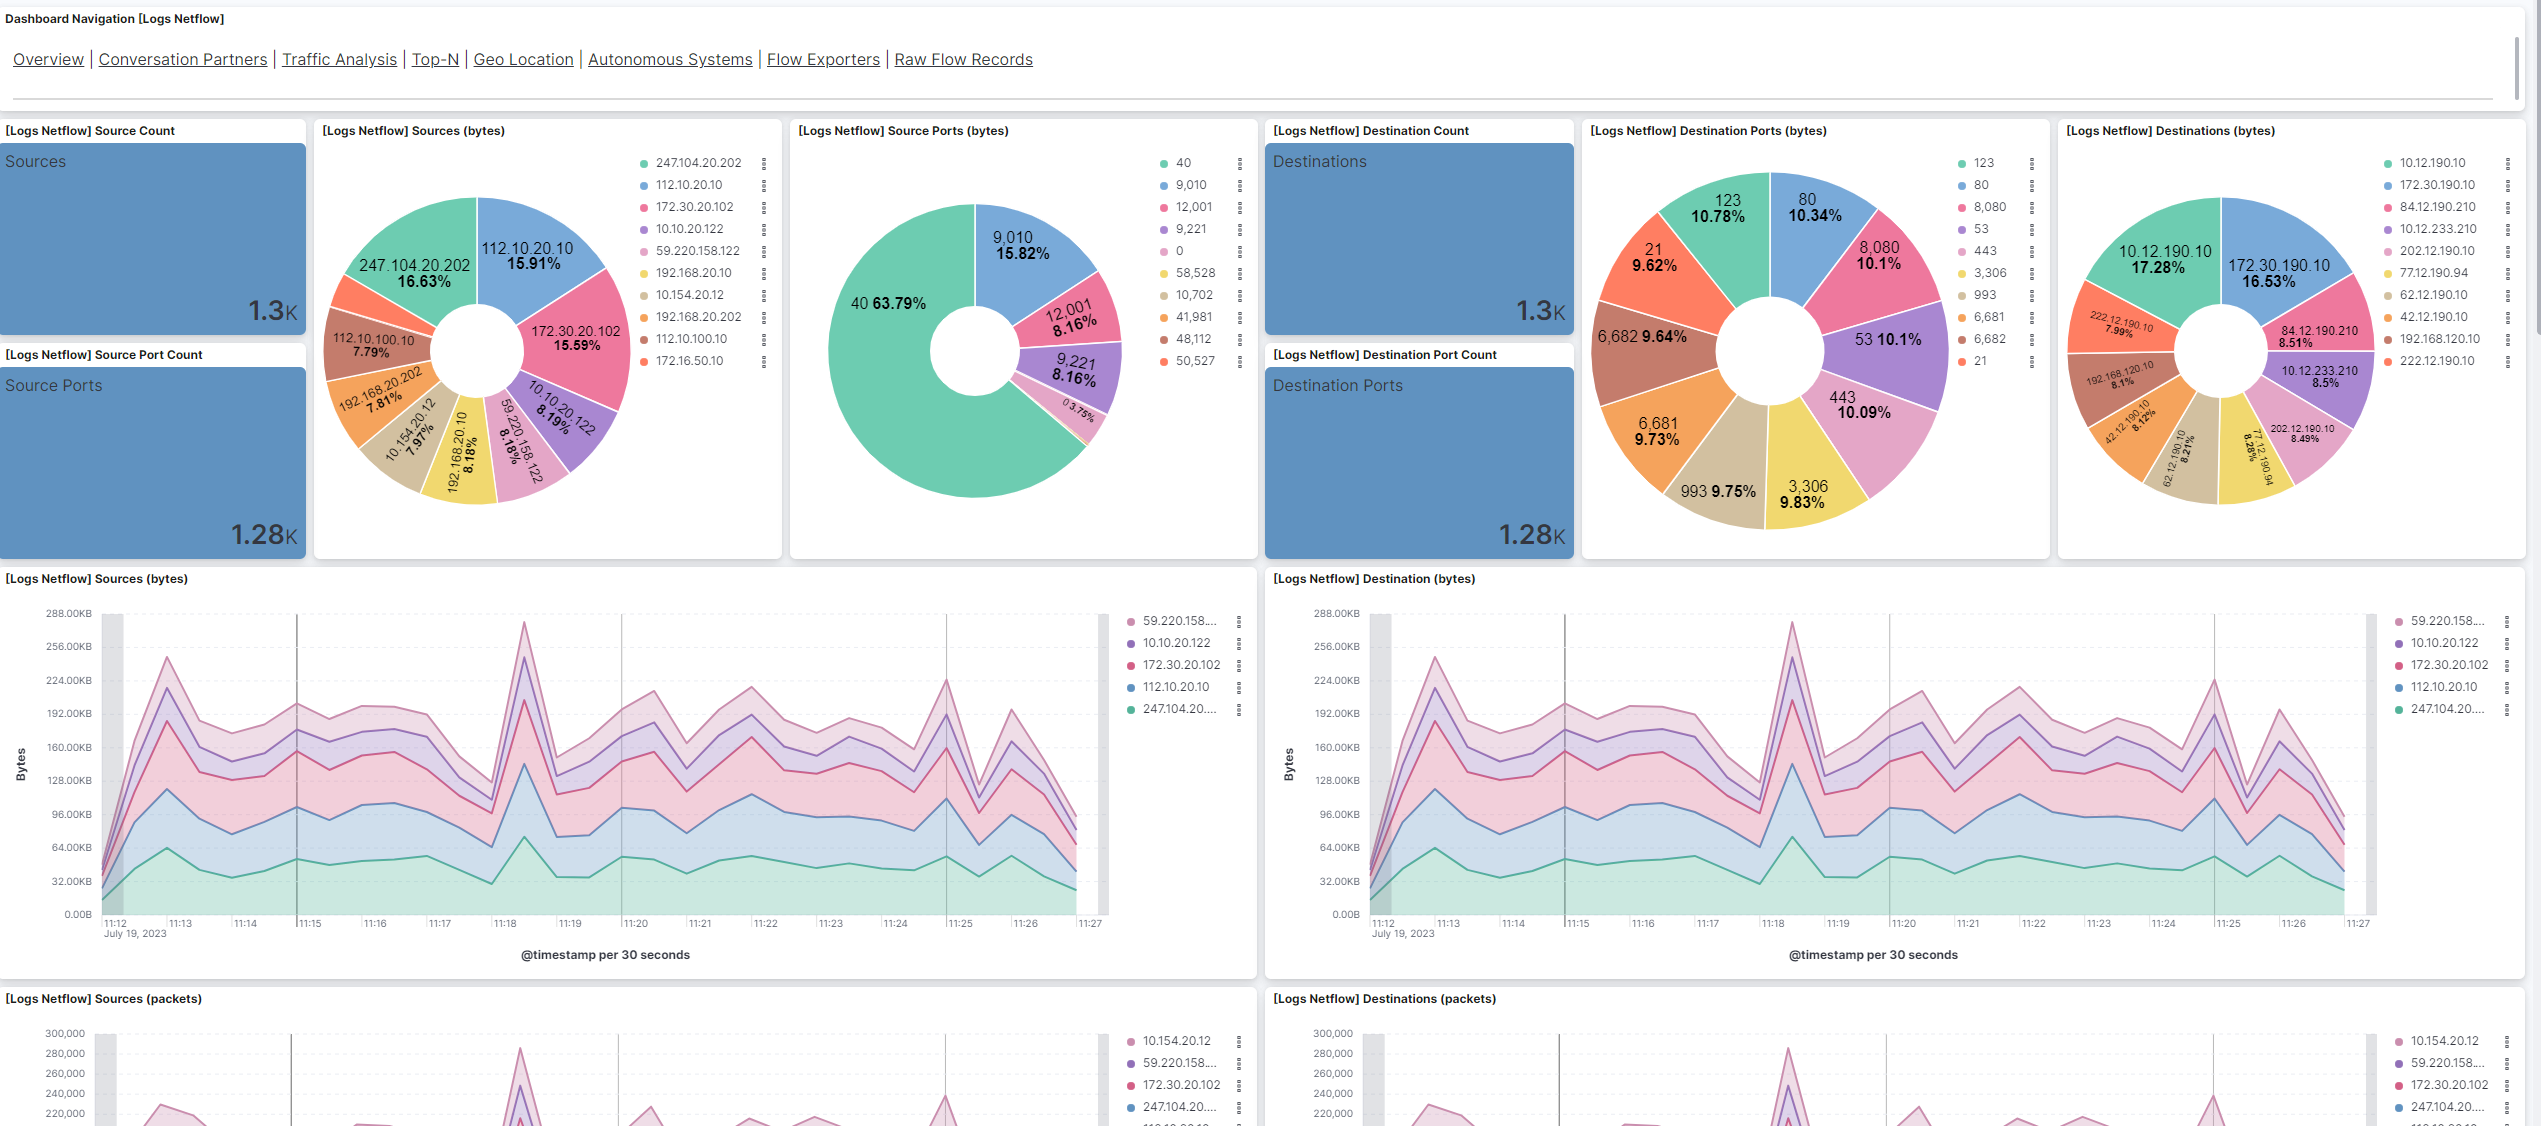 Dashboard Navigation [Logs Netflow]
Overview | Conversation Partners | Traffic Analysis | Top-N | Geo Location | Autonomous Systems | Flow Exporters | Raw Flow Records
[Logs Netflow] Source Count
Sources
1.3K
[Logs Netflow] Source Port Count
Source Ports
1.28K
[Logs Netflow] Sources (bytes)
247.104.20.202
16.63%
112.10.20.10
15.91%
172.30.20.102
15.59%
10.10.20.122
8.19%
59.220.158.122
8.18%
192.168.20.10
8.18%
10.154.20.12
7.97%
192.168.20.202
7.81%
112.10.100.10
7.79%
247.104.20.202
112.10.20.10
172.30.20.102
10.10.20.122
59.220.158.122
192.168.20.10
10.154.20.12
192.168.20.202
112.10.100.10
172.16.50.10
[Logs Netflow] Source Ports (bytes)
40 63.79%
9,010
15.82%
12,001
8.16%
9,221
8.16%
0 3.75%
40
9,010
12,001
9,221
0
58,528
10,702
41,981
48,112
50,527
[Logs Netflow] Destination Count
Destinations
1.3K
[Logs Netflow] Destination Port Count
Destination Ports
1.28K
[Logs Netflow] Destination Ports (bytes)
123
10.78%
80
10.34%
8,080
10.1%
53 10.1%
443
10.09%
3,306
9.83%
993 9.75%
6,681
9.73%
6,682 9.64%
21
9.62%
123
80
8,080
53
443
3,306
993
6,681
6,682
21
[Logs Netflow] Destinations (bytes)
10.12.190.10
17.28%
172.30.190.10
16.53%
84.12.190.210
8.51%
10.12.233.210
8.5%
202.12.190.10
8.49%
77.12.190.94
8.28%
62.12.190.10
8.21%
42.12.190.10
8.12%
192.168.120.10
8.1%
222.12.190.10
7.99%
10.12.190.10
172.30.190.10
84.12.190.210
10.12.233.210
202.12.190.10
77.12.190.94
62.12.190.10
42.12.190.10
192.168.120.10
222.12.190.10
[Logs Netflow] Sources (bytes)
Bytes
288.00KB
256.00KB
224.00KB
192.00KB
160.00KB
128.00KB
96.00KB
64.00KB
32.00KB
0.00B
11:12 11:13 11:14 11:15 11:16 11:17 11:18 11:19 11:20 11:21 11:22 11:23 11:24 11:25 11:26 11:27
July 19, 2023
@timestamp per 30 seconds
59.220.158....
10.10.20.122
172.30.20.102
112.10.20.10
247.104.20....
[Logs Netflow] Destination (bytes)
Bytes
288.00KB
256.00KB
224.00KB
192.00KB
160.00KB
128.00KB
96.00KB
64.00KB
32.00KB
0.00B
11:12 11:13 11:14 11:15 11:16 11:17 11:18 11:19 11:20 11:21 11:22 11:23 11:24 11:25 11:26 11:27
July 19, 2023
@timestamp per 30 seconds
59.220.158....
10.10.20.122
172.30.20.102
112.10.20.10
247.104.20....
[Logs Netflow] Sources (packets)
300,000
280,000
260,000
240,000
220,000
10.154.20.12
59.220.158....
172.30.20.102
247.104.20....
[Logs Netflow] Destinations (packets)
300,000
280,000
260,000
240,000
220,000
10.154.20.12
59.220.158....
172.30.20.102
247.104.20....